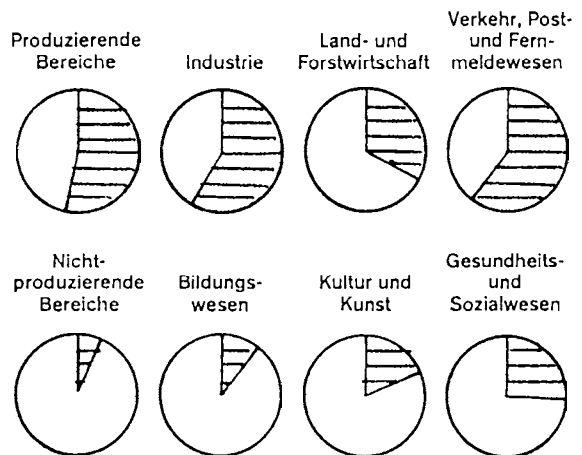 Produzierende
Bereiche
Industrie
Land- und
Forstwirtschaft
Verkehr, Post-
und Fern-
meldewesen
Nicht-
produzierende
Bereiche
Bildungs-
wesen
Kultur und
Kunst
Gesundheits-
und
Sozialwesen